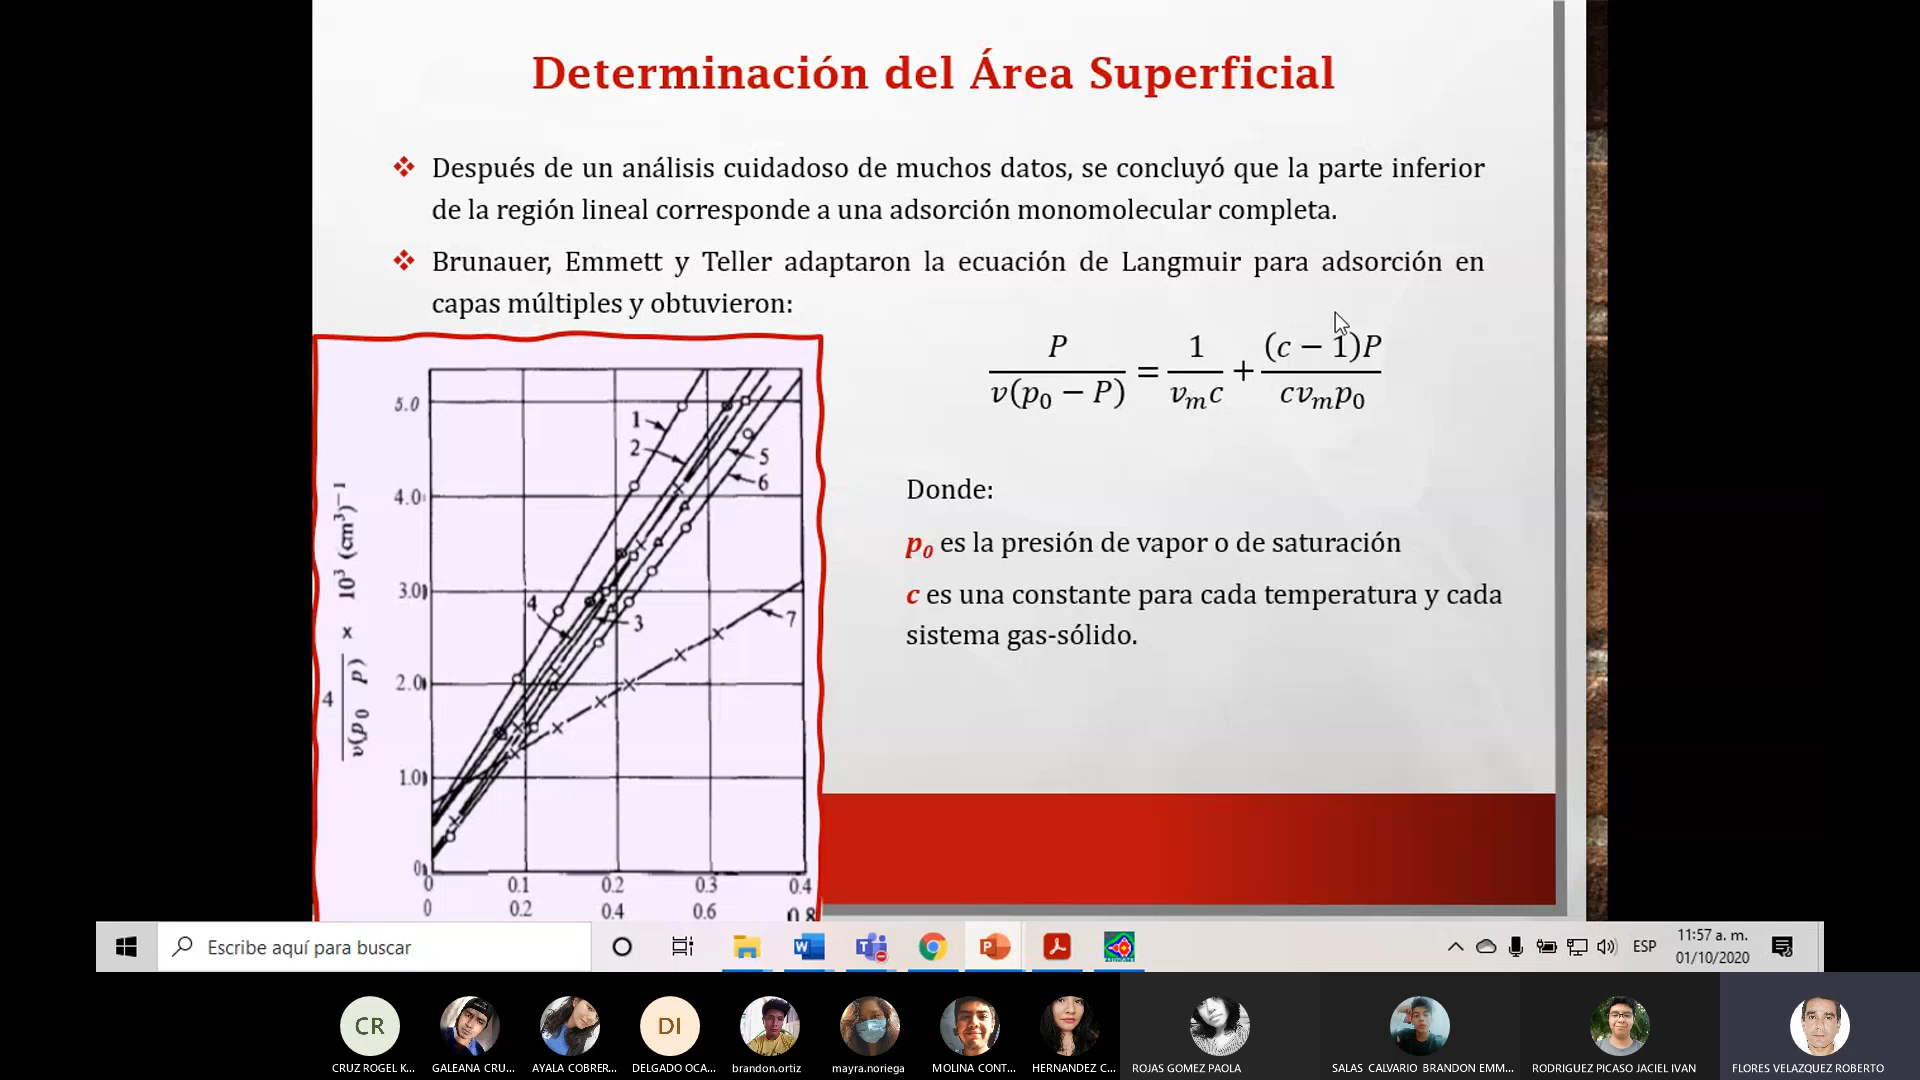 Determinación del Área Superficial
❖ Después de un análisis cuidadoso de muchos datos, se concluyó que la parte inferior
de la región lineal corresponde a una adsorción monomolecular completa.
❖ Brunauer, Emmett y Teller adaptaron la ecuación de Langmuir para adsorción en
capas múltiples y obtuvieron:
P/(v(p₀ − P)) = 1/(vₘc) + (c − 1)P/(cvₘp₀)
Donde:
p₀ es la presión de vapor o de saturación
c es una constante para cada temperatura y cada
sistema gas-sólido.
4/(v(p₀ p)) × 10³ (cm³)⁻¹
5.0
4.0
3.0
2.0
1.0
0
1
2
5
6
4
3
7
0 0.1 0.2 0.3 0.4
0 0.2 0.4 0.6 0.8
Escribe aquí para buscar
ESP
11:57 a. m.
01/10/2020
CR
DI
CRUZ ROGEL K...
GALEANA CRU...
AYALA COBRER...
DELGADO OCA...
brandon.ortiz
mayra.noriega
MOLINA CONT...
HERNANDEZ C...
ROJAS GOMEZ PAOLA
SALAS CALVARIO BRANDON EMM...
RODRIGUEZ PICASO JACIEL IVAN
FLORES VELAZQUEZ ROBERTO